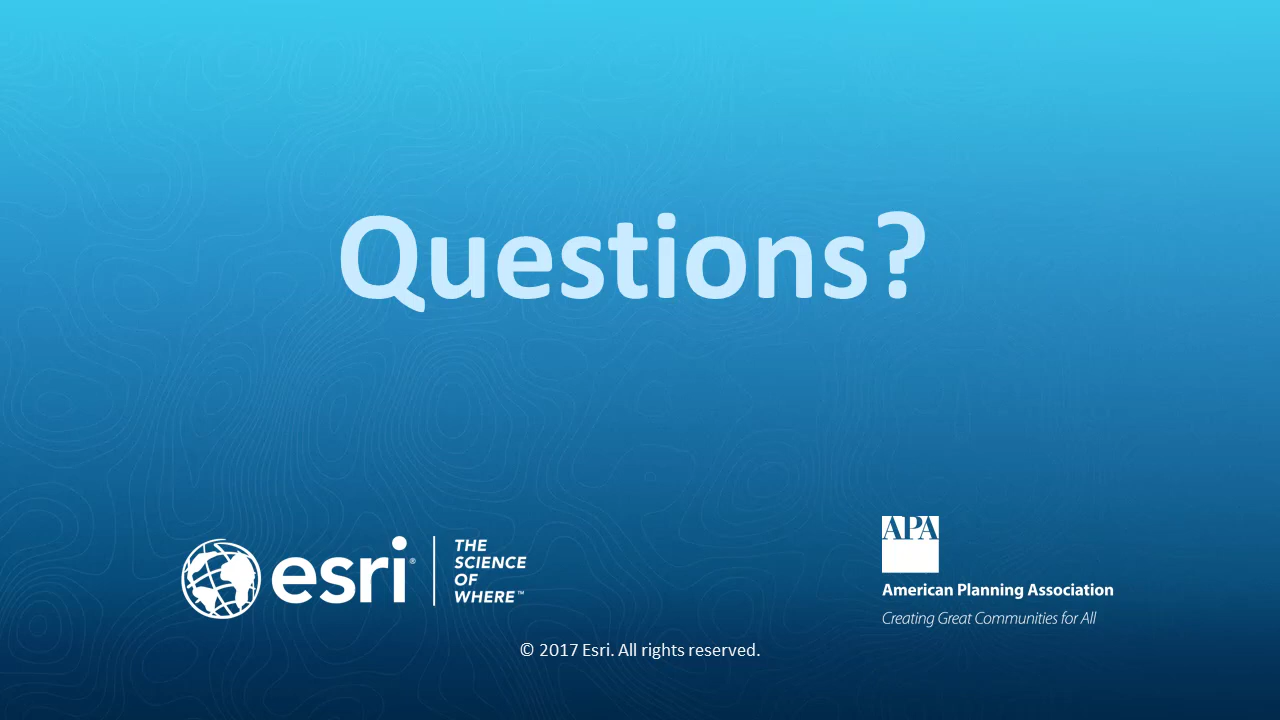 Questions?
esri®
THE
SCIENCE
OF
WHERE™
APA
American Planning Association
Creating Great Communities for All
© 2017 Esri. All rights reserved.